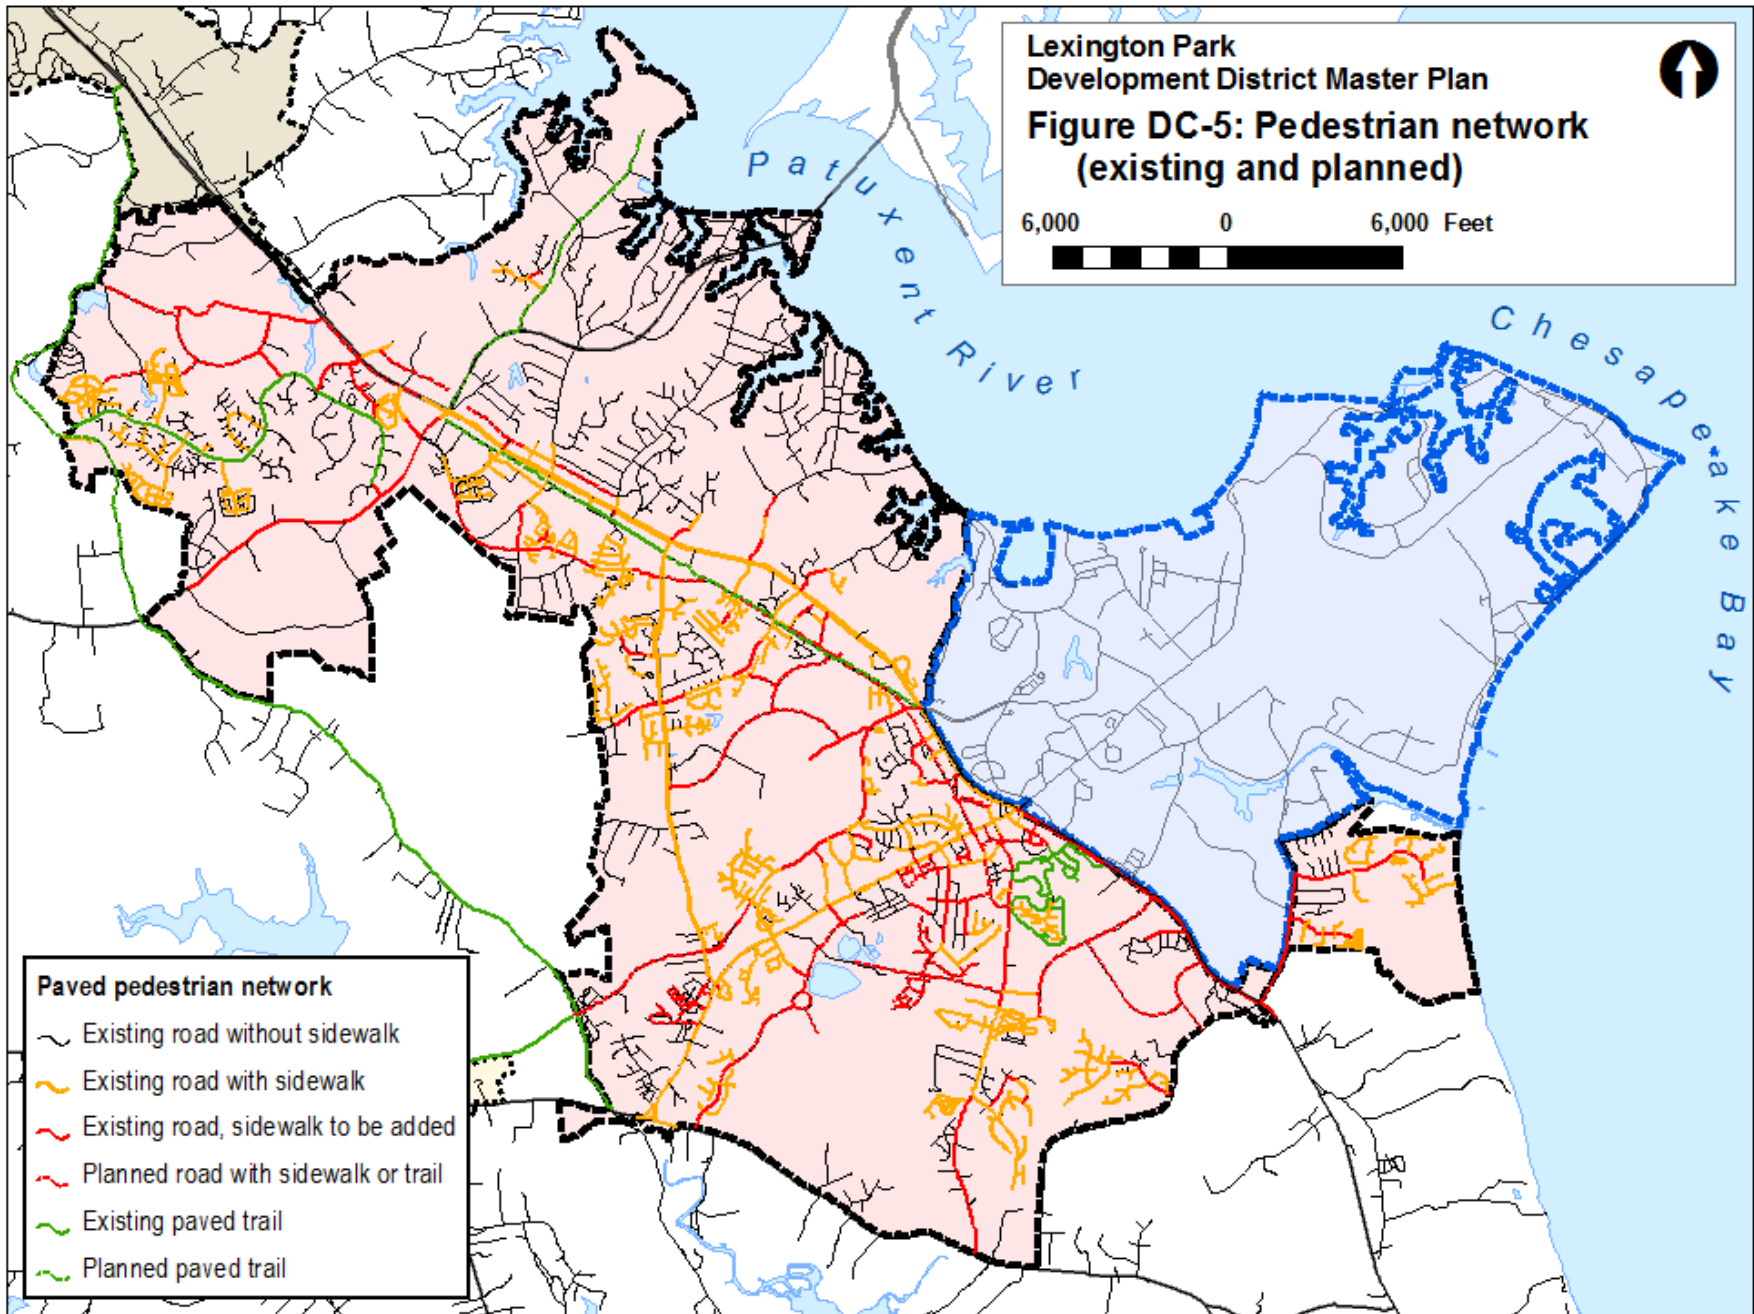 Lexington Park
Development District Master Plan
Figure DC-5: Pedestrian network
(existing and planned)
6,000 0 6,000 Feet
Patuxent River
Chesapeake Bay
Paved pedestrian network
Existing road without sidewalk
Existing road with sidewalk
Existing road, sidewalk to be added
Planned road with sidewalk or trail
Existing paved trail
Planned paved trail